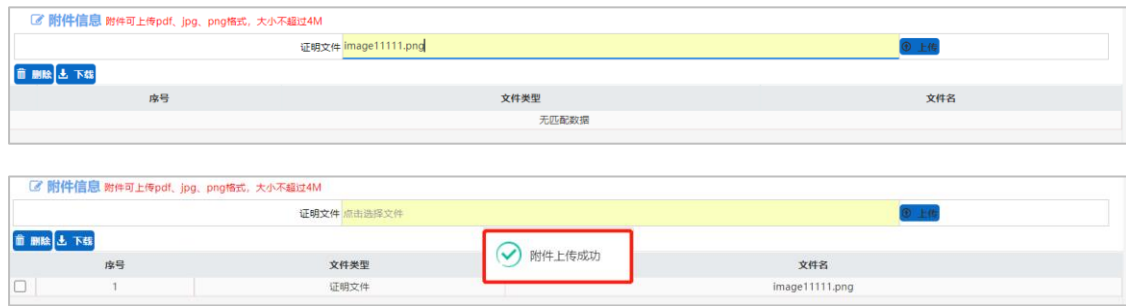 附件信息 附件可上传pdf、jpg、png格式，大小不超过4M
证明文件 image11111.png 上传
删除 下载
序号 文件类型 文件名
无匹配数据
附件信息 附件可上传pdf、jpg、png格式，大小不超过4M
证明文件 点击选择文件 上传
删除 下载
附件上传成功
序号 文件类型 文件名
1 证明文件 image11111.png